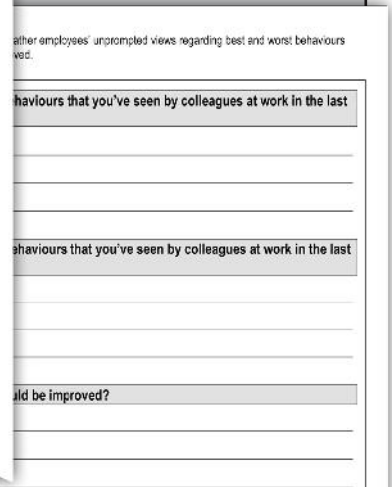 ather employees' unprompted views regarding best and worst behaviours
ved.
haviours that you've seen by colleagues at work in the last
ehaviours that you've seen by colleagues at work in the last
uld be improved?